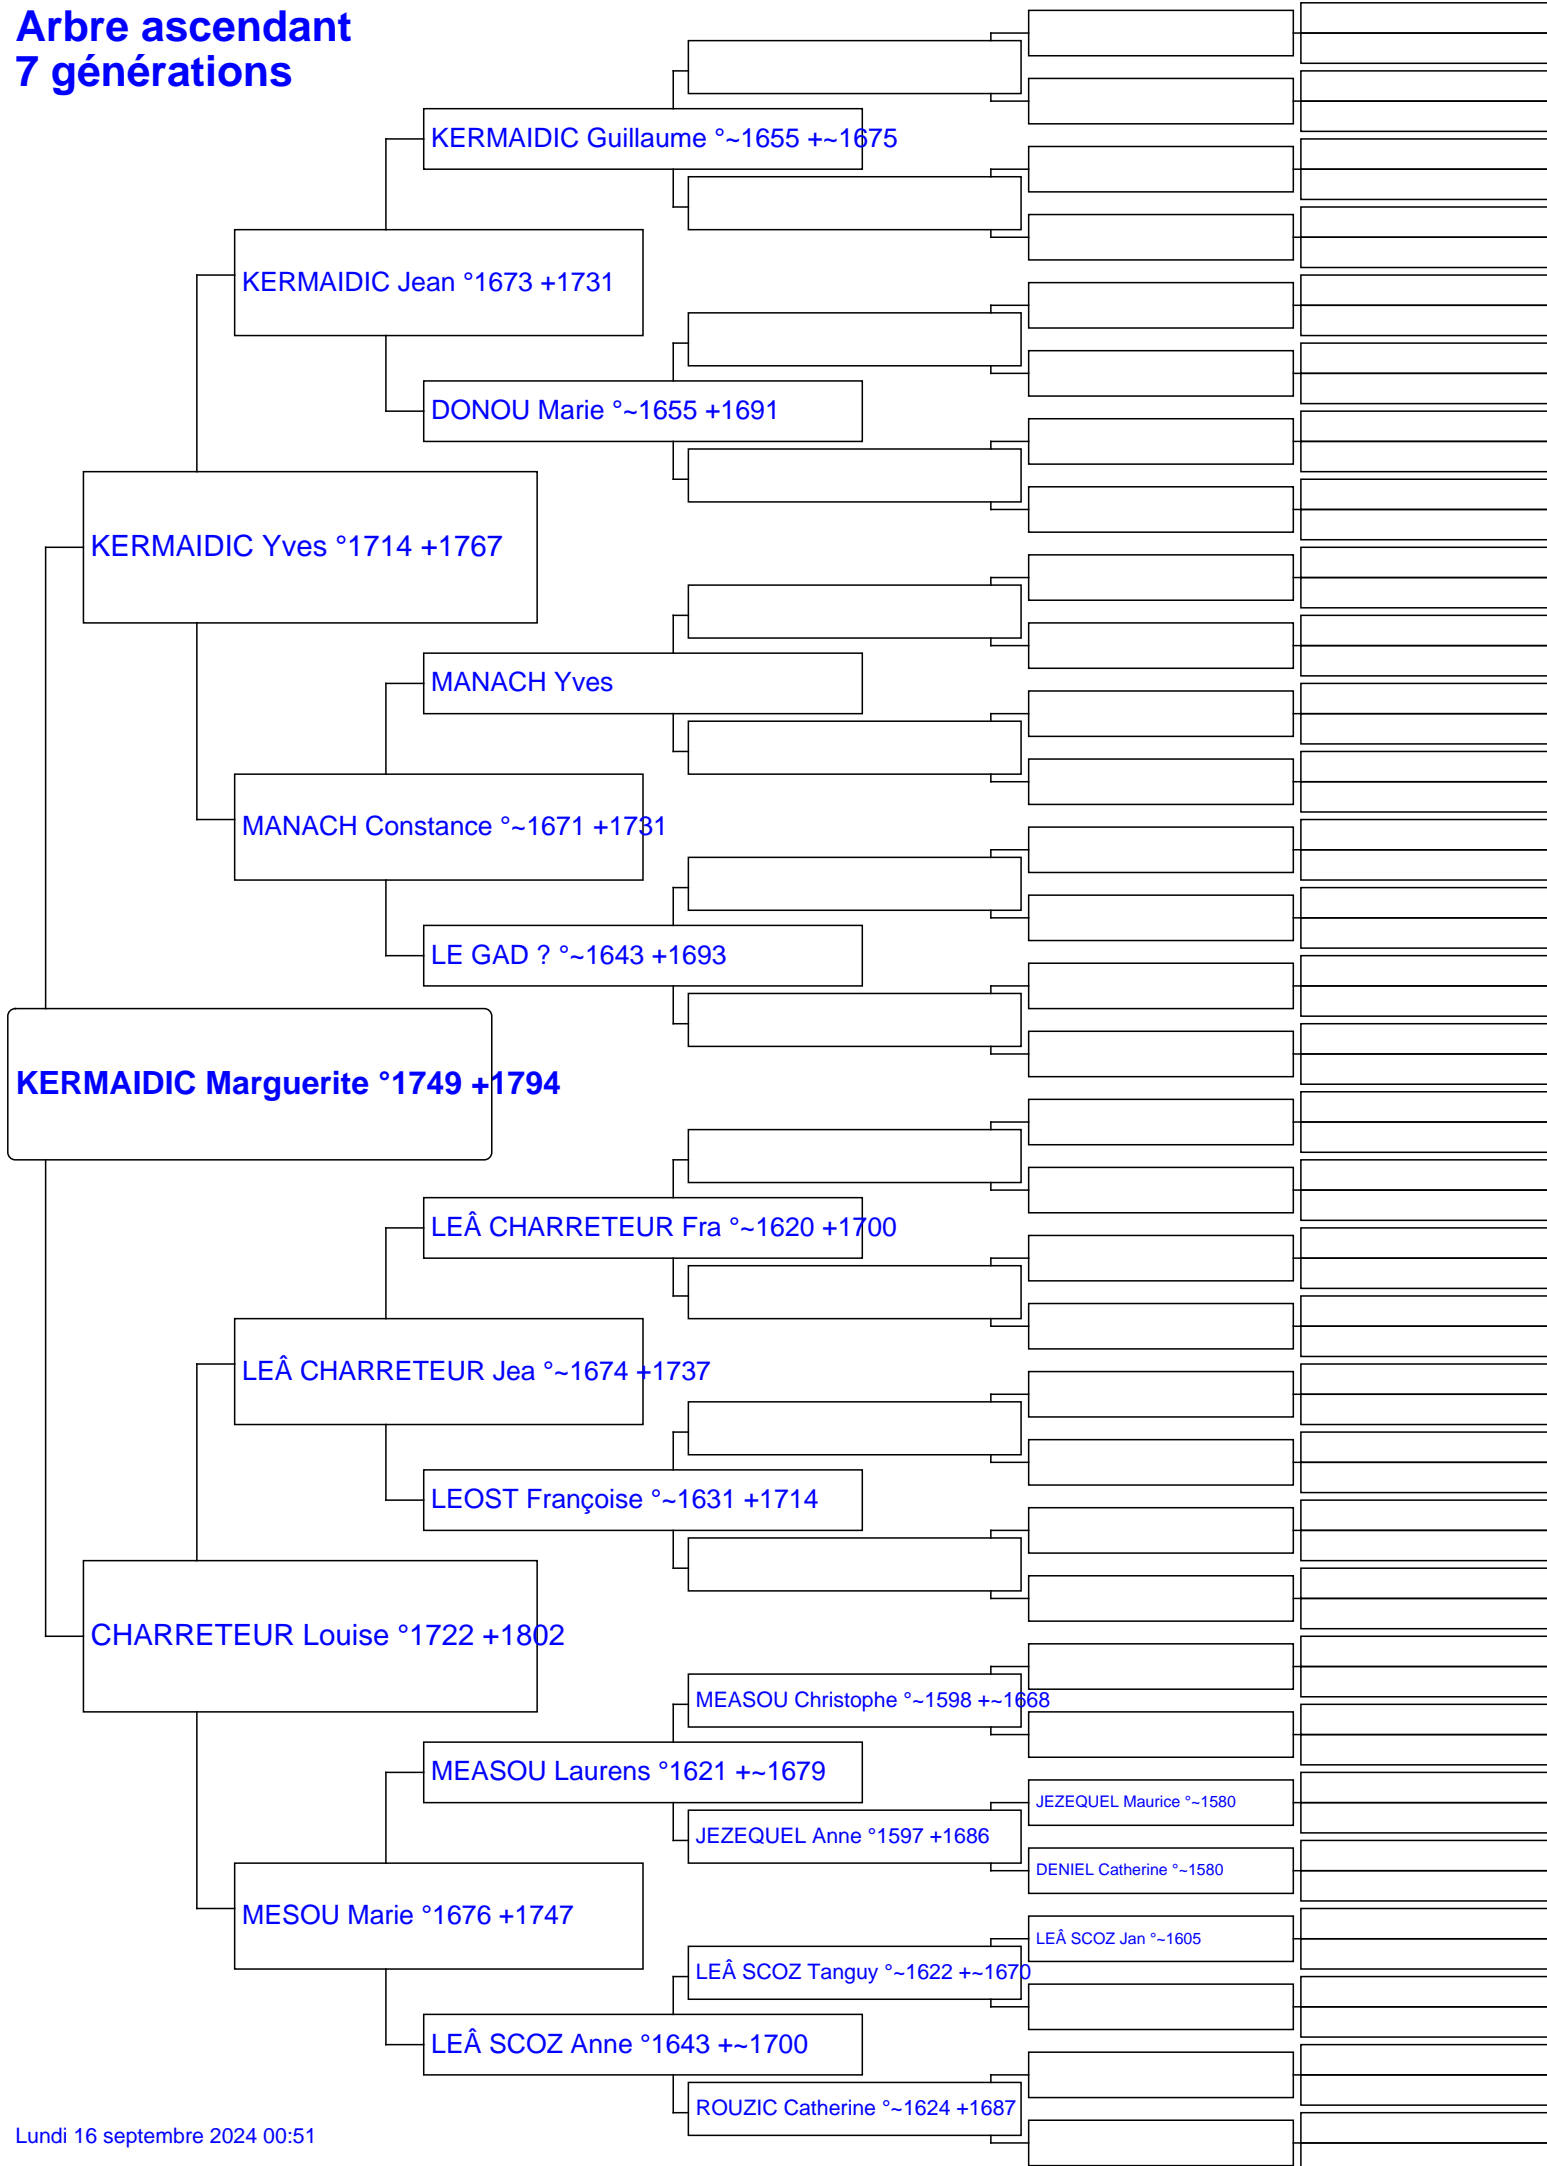 Arbre ascendant
7 générations
KERMAIDIC Guillaume °~1655 +~1675
KERMAIDIC Jean °1673 +1731
DONOU Marie °~1655 +1691
KERMAIDIC Yves °1714 +1767
MANACH Yves
MANACH Constance °~1671 +1731
LE GAD ? °~1643 +1693
KERMAIDIC Marguerite °1749 +1794
LEÂ CHARRETEUR Fra °~1620 +1700
LEÂ CHARRETEUR Jea °~1674 +1737
LEOST Françoise °~1631 +1714
CHARRETEUR Louise °1722 +1802
MEASOU Christophe °~1598 +~1668
MEASOU Laurens °1621 +~1679
JEZEQUEL Maurice °~1580
JEZEQUEL Anne °1597 +1686
DENIEL Catherine °~1580
MESOU Marie °1676 +1747
LEÂ SCOZ Jan °~1605
LEÂ SCOZ Tanguy °~1622 +~1670
LEÂ SCOZ Anne °1643 +~1700
ROUZIC Catherine °~1624 +1687
Lundi 16 septembre 2024 00:51